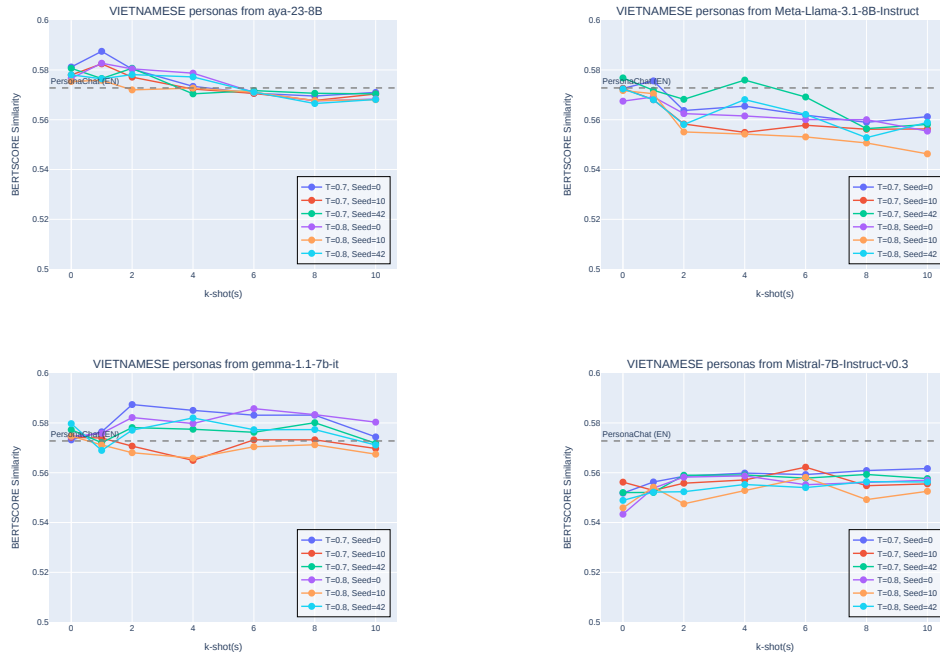 VIETNAMESE personas from aya-23-8B
0.6
0.58
0.56
0.54
0.52
0.5
BERTSCORE Similarity
PersonaChat (EN)
T=0.7, Seed=0
T=0.7, Seed=10
T=0.7, Seed=42
T=0.8, Seed=0
T=0.8, Seed=10
T=0.8, Seed=42
0 2 4 6 8 10
k-shot(s)
VIETNAMESE personas from Meta-Llama-3.1-8B-Instruct
0.6
0.58
0.56
0.54
0.52
0.5
BERTSCORE Similarity
PersonaChat (EN)
T=0.7, Seed=0
T=0.7, Seed=10
T=0.7, Seed=42
T=0.8, Seed=0
T=0.8, Seed=10
T=0.8, Seed=42
0 2 4 6 8 10
k-shot(s)
VIETNAMESE personas from gemma-1.1-7b-it
0.6
0.58
0.56
0.54
0.52
0.5
BERTSCORE Similarity
PersonaChat (EN)
T=0.7, Seed=0
T=0.7, Seed=10
T=0.7, Seed=42
T=0.8, Seed=0
T=0.8, Seed=10
T=0.8, Seed=42
0 2 4 6 8 10
k-shot(s)
VIETNAMESE personas from Mistral-7B-Instruct-v0.3
0.6
0.58
0.56
0.54
0.52
0.5
BERTSCORE Similarity
PersonaChat (EN)
T=0.7, Seed=0
T=0.7, Seed=10
T=0.7, Seed=42
T=0.8, Seed=0
T=0.8, Seed=10
T=0.8, Seed=42
0 2 4 6 8 10
k-shot(s)